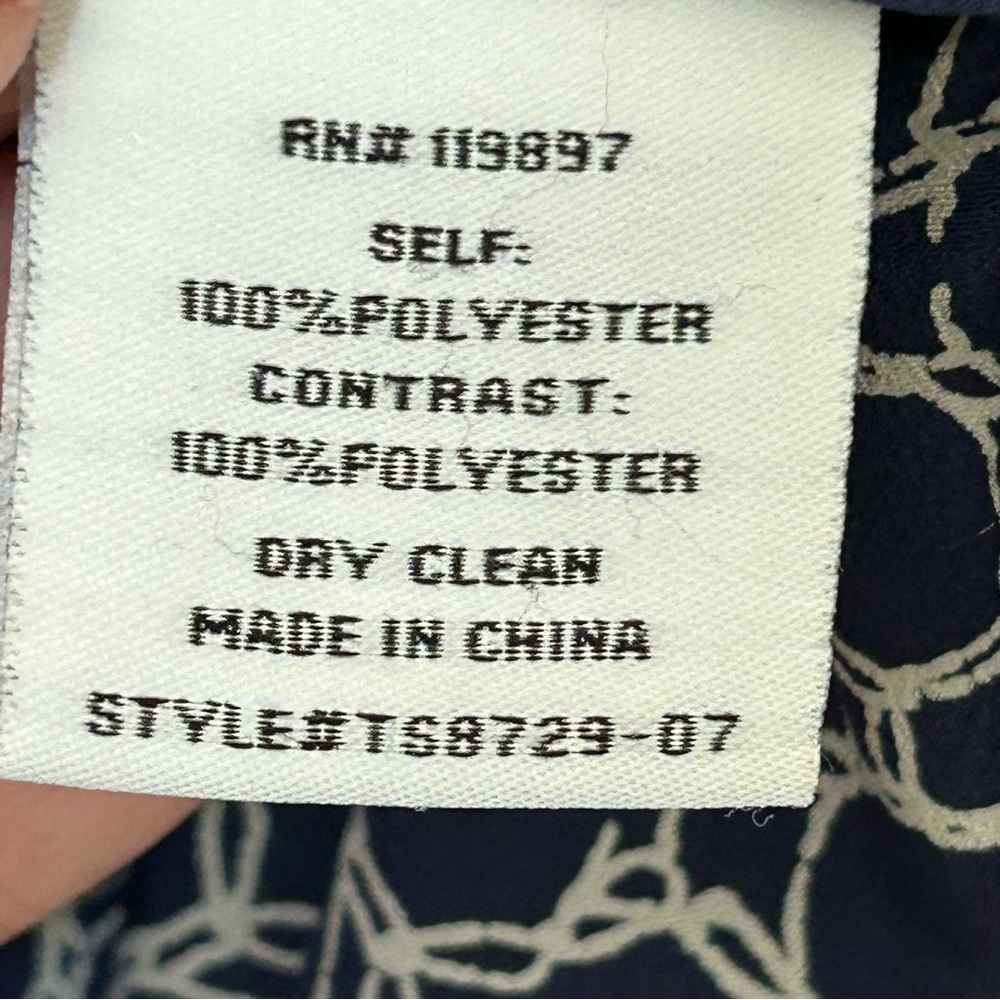 RN# 119897
SELF:
100%POLYESTER
CONTRAST:
100%POLYESTER
DRY CLEAN
MADE IN CHINA
STYLE#TS8729-07